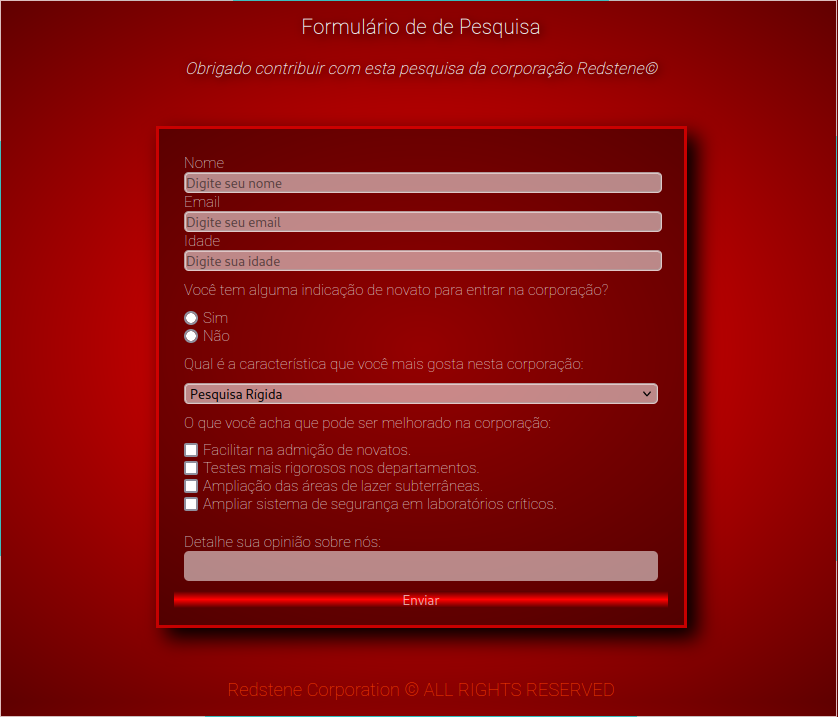 Formulário de de Pesquisa
Obrigado contribuir com esta pesquisa da corporação Redstene©
Nome
Digite seu nome
Email
Digite seu email
Idade
Digite sua idade
Você tem alguma indicação de novato para entrar na corporação?
Sim
Não
Qual é a característica que você mais gosta nesta corporação:
Pesquisa Rígida
O que você acha que pode ser melhorado na corporação:
Facilitar na admição de novatos.
Testes mais rigorosos nos departamentos.
Ampliação das áreas de lazer subterrâneas.
Ampliar sistema de segurança em laboratórios críticos.
Detalhe sua opinião sobre nós:
Enviar
Redstene Corporation © ALL RIGHTS RESERVED